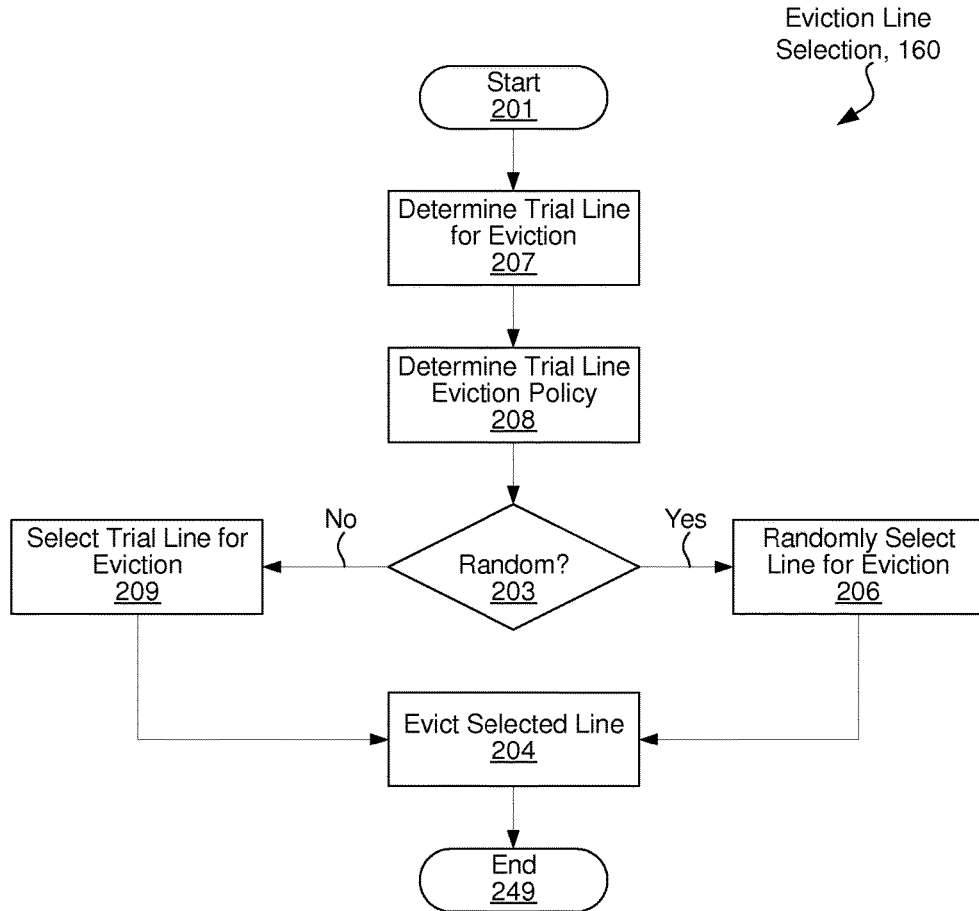 Eviction Line
Selection, 160
Start
201
Determine Trial Line
for Eviction
207
Determine Trial Line
Eviction Policy
208
No
Yes
Select Trial Line for
Eviction
209
Random?
203
Randomly Select
Line for Eviction
206
Evict Selected Line
204
End
249